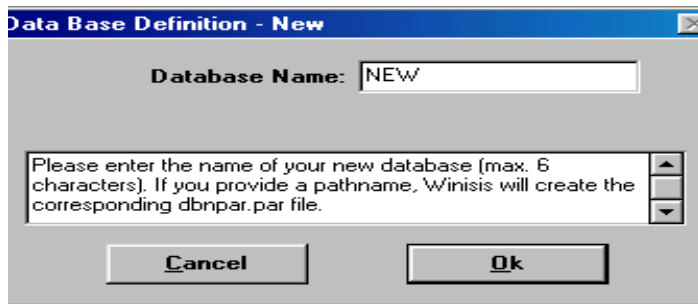 Data Base Definition - New
Database Name: NEW
Please enter the name of your new database (max. 6
characters). If you provide a pathname, Winisis will create the
corresponding dbnpar.par file.
Cancel Ok